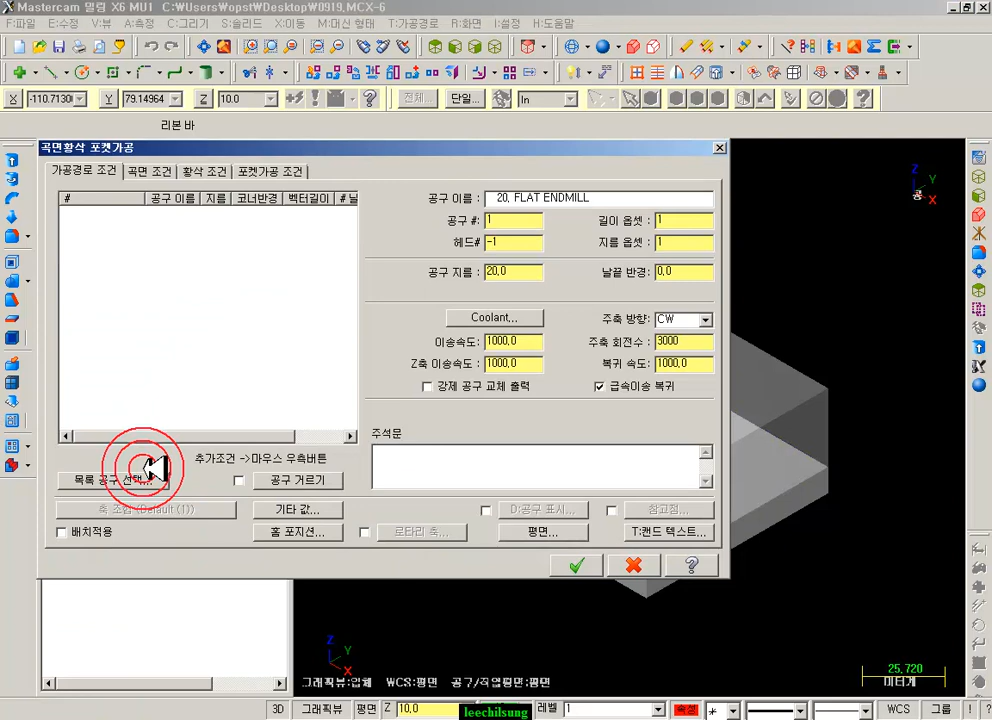 Mastercam 밀링 X6 MU1 C:₩Users₩opst₩Desktop₩0919.MCX-6
F:파일 E:수정 V:뷰 A:측정 C:그리기 S:솔리드 X:이동 M:머신 형태 T:가공경로 R:화면 I:설정 H:도움말
X -110.7130 Y 79.14964 Z 10.0 전체... 단일... In
리본 바
곡면황삭 포켓가공
가공경로 조건 곡면 조건 황삭 조건 포켓가공 조건
# 공구 이름 지름 코너반경 벡터길이 # 날
공구 이름 : 20. FLAT ENDMILL
공구 #: 1 길이 옵셋 : 1
헤드# -1 지름 옵셋 : 1
공구 지름 : 20.0 날끝 반경 : 0.0
Coolant... 주축 방향: CW
이송속도: 1000.0 주축 회전수 : 3000
Z축 이송속도 : 1000.0 복귀 속도: 1000.0
강제 공구 교체 출력 급속이송 복귀
주석문
추가조건 ->마우스 우측버튼
목록 공구 선택... 공구 거르기
축 조합 (Default (1)) 기타 값... D:공구 표시... 참고점...
배치적용 홈 포지션... 로타리 축... 평면... T:캔드 텍스트...
Z Y X
Z Y X
25.720
미터계
그래픽뷰:입체 WCS:평면 공구/작업평면:평면
3D 그래픽뷰 평면 Z 10.0 leechilsung 레벨 1 속성 WCS 그룹 ! ?